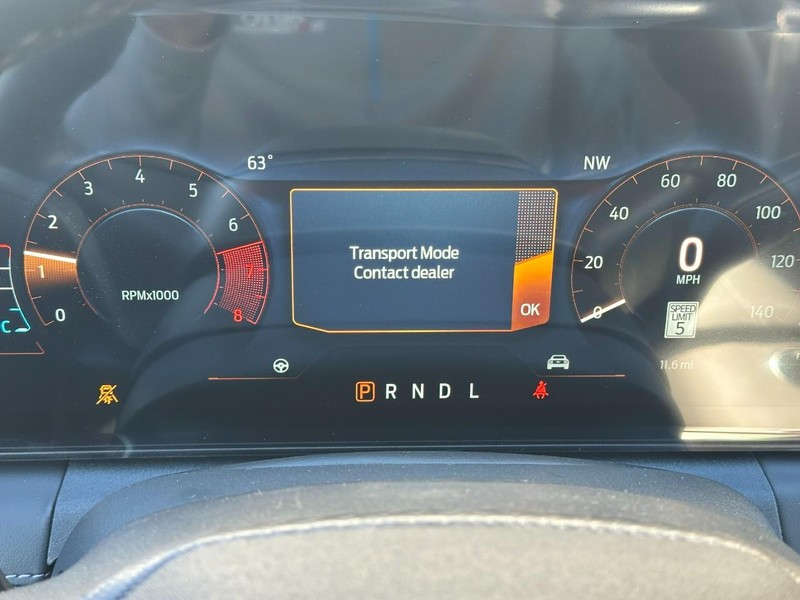 63°
NW
0
1
2
3
4
5
6
7
8
RPMx1000
Transport Mode
Contact dealer
OK
0
20
40
60
80
100
120
140
0
MPH
SPEED
LIMIT
5
11.6 mi
C
P R N D L